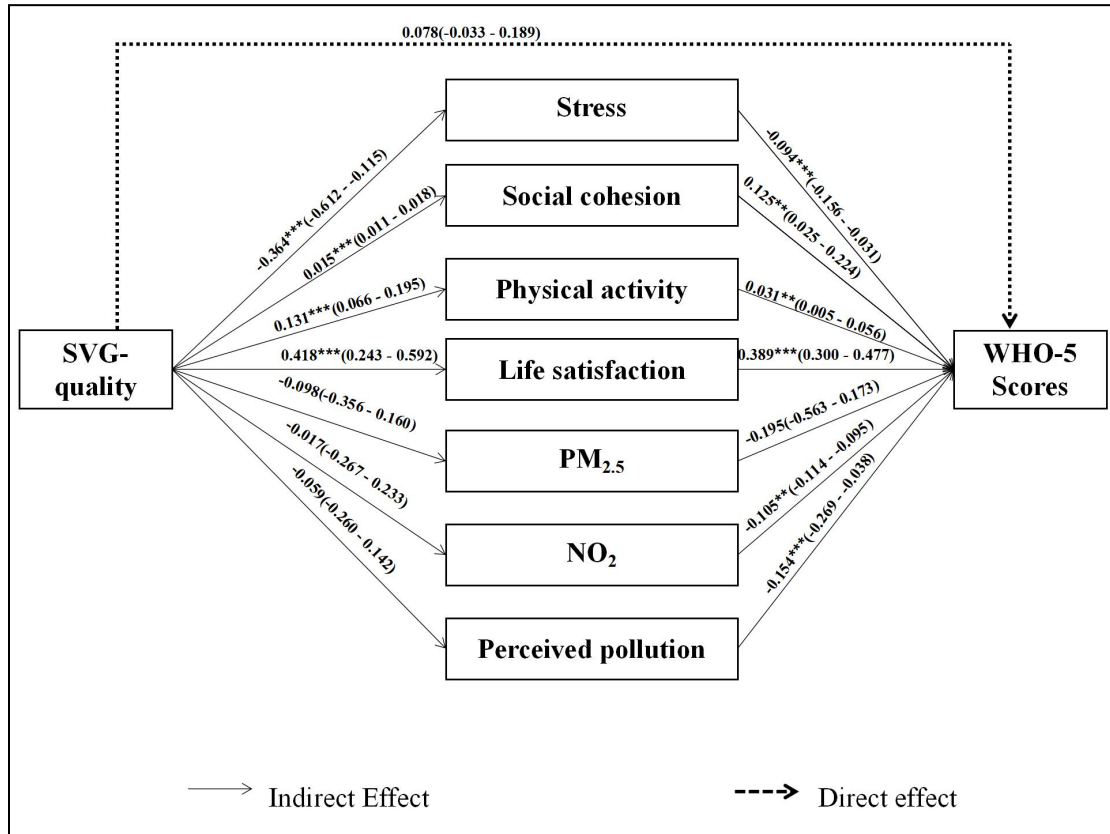 0.078(-0.033 - 0.189)
Stress
-0.364***(-0.612 - -0.115)
-0.094***(-0.156 - -0.031)
Social cohesion
0.015***(0.011 - 0.018)
0.125**(0.025 - 0.224)
Physical activity
0.131***(0.066 - 0.195)
0.031**(0.005 - 0.056)
SVG-
quality
0.418***(0.243 - 0.592)
Life satisfaction
0.389***(0.300 - 0.477)
WHO-5
Scores
-0.098(-0.356 - 0.160)
PM2.5
-0.195(-0.563 - 0.173)
-0.017(-0.267 - 0.233)
NO2
-0.105**(-0.114 - -0.095)
-0.059(-0.260 - 0.142)
Perceived pollution
-0.154***(-0.269 - -0.038)
Indirect Effect
Direct effect